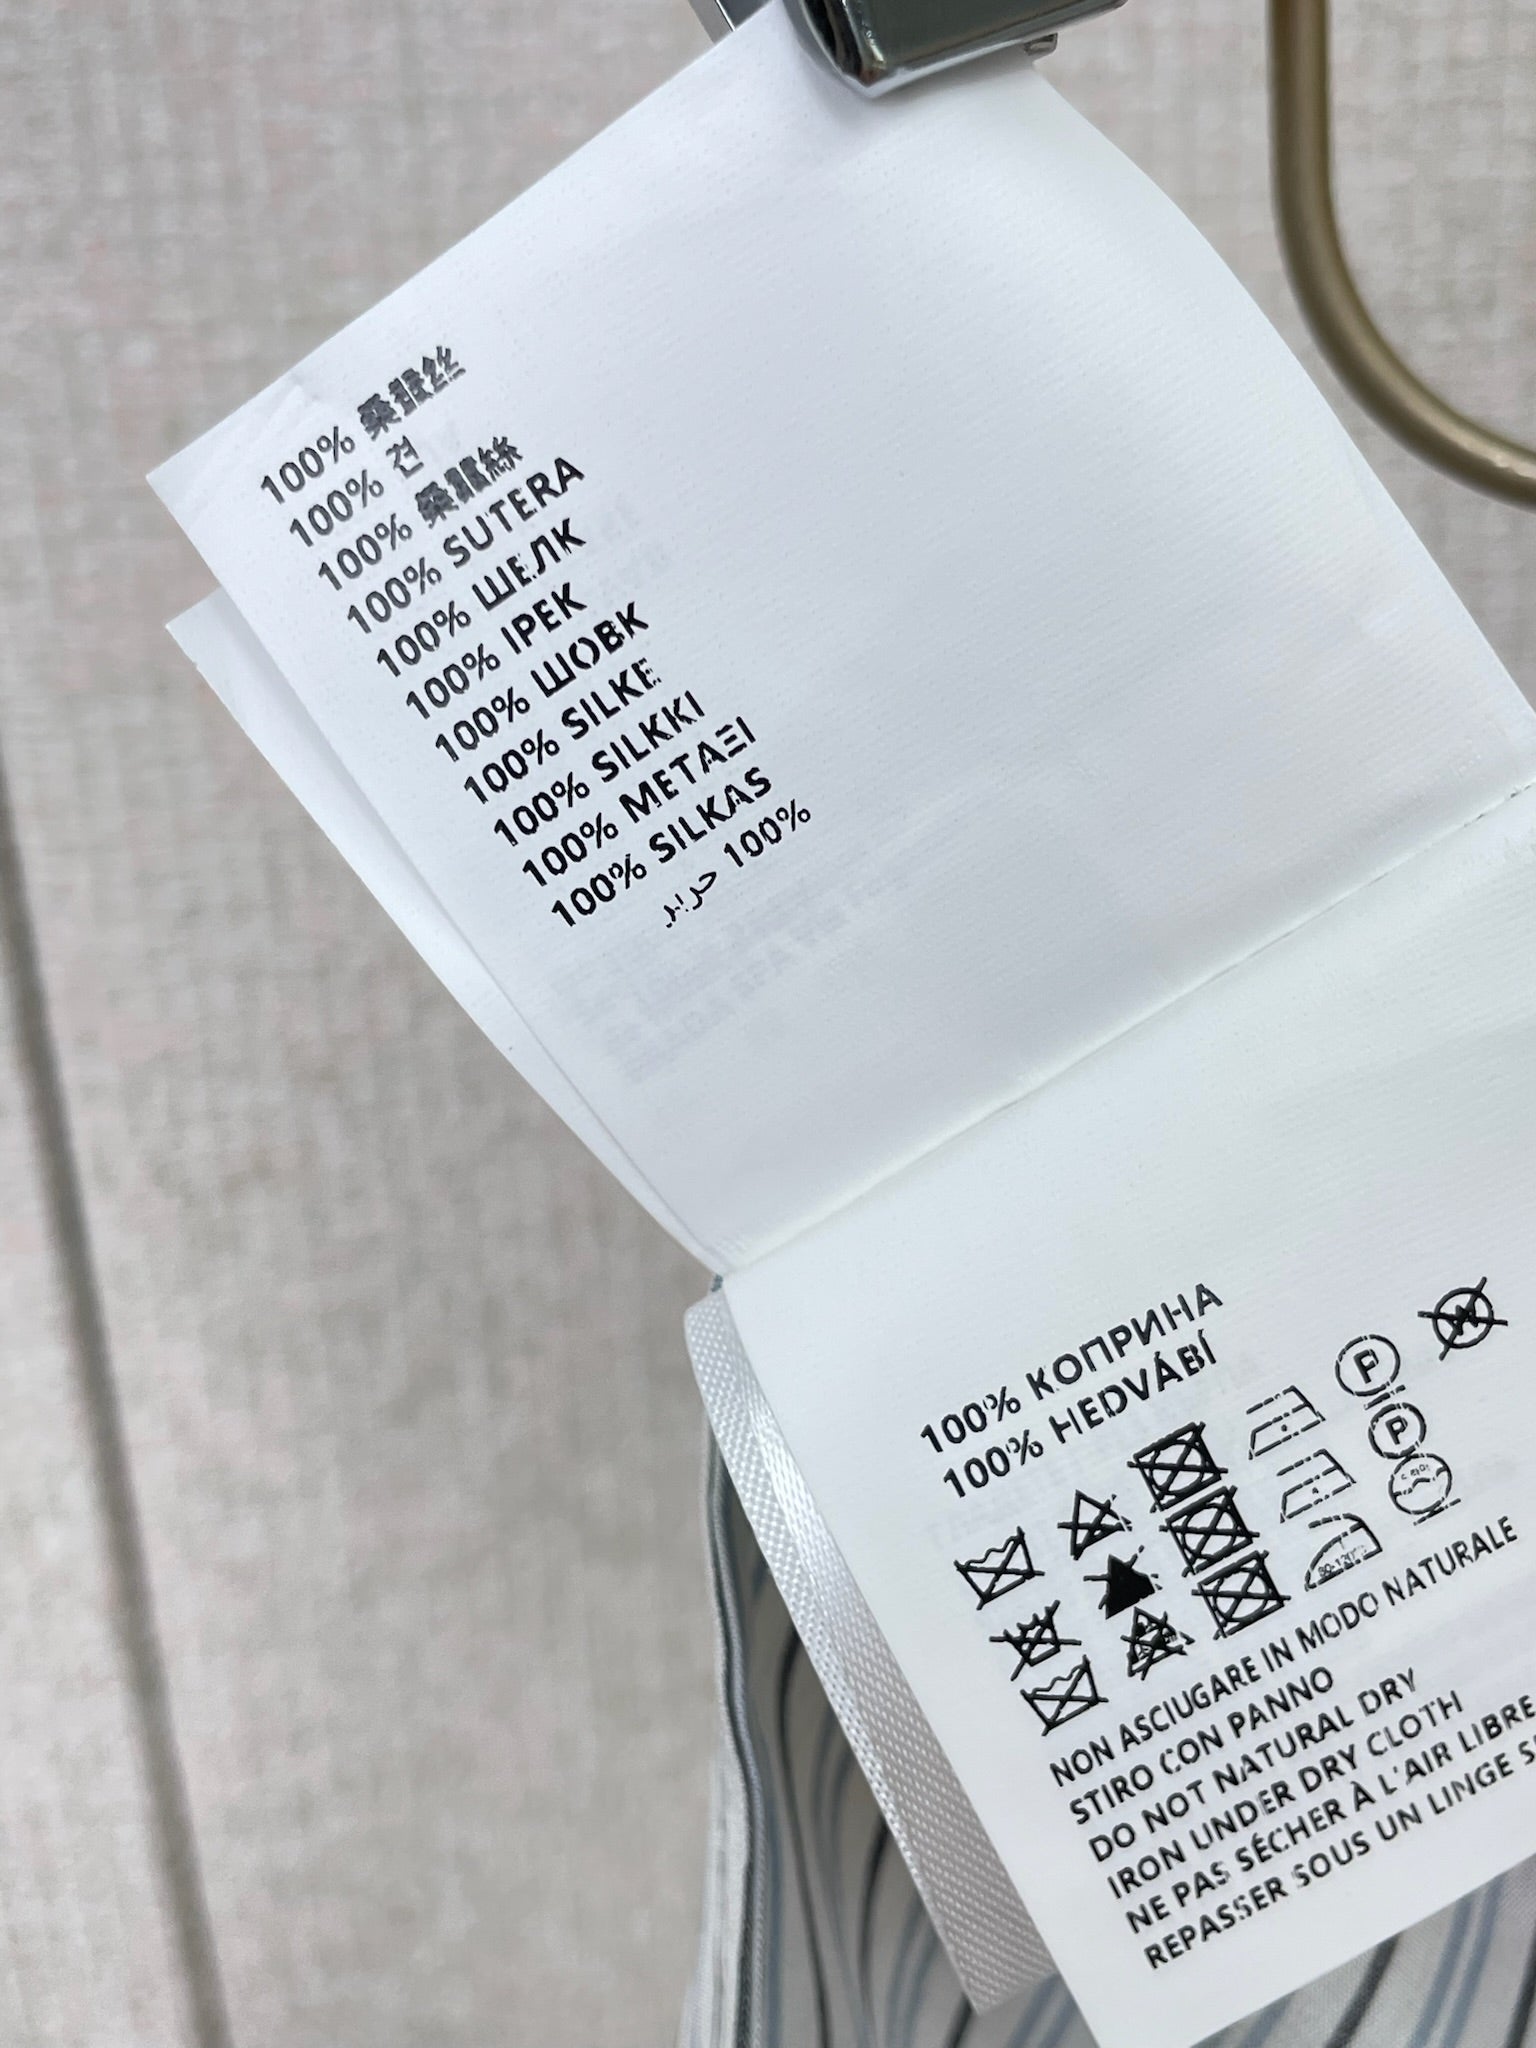 100% 桑蠶丝
100% 견
100% 桑蠶絲
100% SUTERA
100% ШЕЛК
100% IPEK
100% ШОВК
100% SILKE
100% SILKKI
100% ΜΕΤΑΞΙ
100% SILKAS
100% حرير
100% КОПРИНА
100% HEDVÁBÍ
P
W
P
NON ASCIUGARE IN MODO NATURALE
STIRO CON PANNO
DO NOT NATURAL DRY
IRON UNDER DRY CLOTH
NE PAS SÉCHER À L'AIR LIBRE
REPASSER SOUS UN LINGE